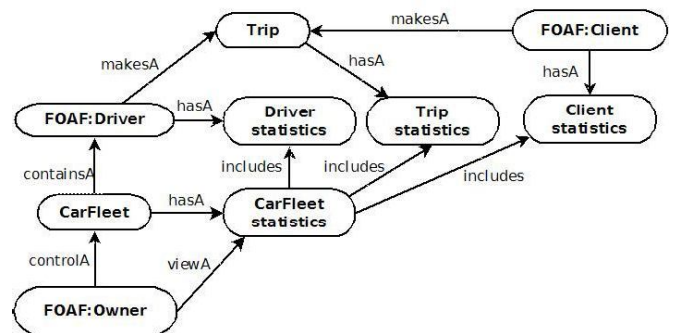 makesA
Trip
FOAF:Client
makesA
hasA
hasA
FOAF:Driver
hasA
Driver
statistics
Trip
statistics
Client
statistics
containsA
includes
includes
includes
CarFleet
hasA
CarFleet
statistics
controlA
viewA
FOAF:Owner